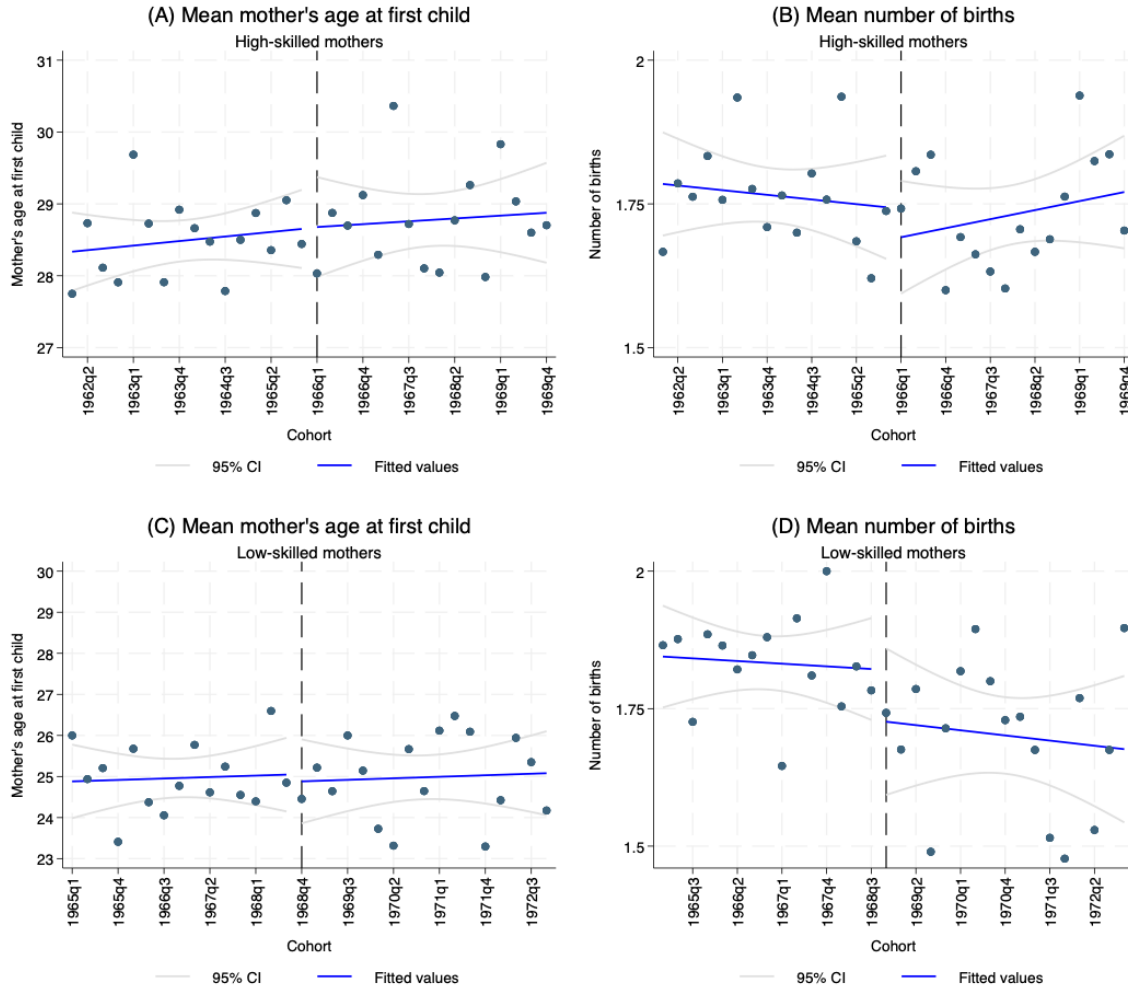 (A) Mean mother's age at first child
High-skilled mothers
Mother's age at first child
31
30
29
28
27
1962q2
1963q1
1963q4
1964q3
1965q2
1966q1
1966q4
1967q3
1968q2
1969q1
1969q4
Cohort
95% CI
Fitted values
(B) Mean number of births
High-skilled mothers
Number of births
2
1.75
1.5
1962q2
1963q1
1963q4
1964q3
1965q2
1966q1
1966q4
1967q3
1968q2
1969q1
1969q4
Cohort
95% CI
Fitted values
(C) Mean mother's age at first child
Low-skilled mothers
Mother's age at first child
30
29
28
27
26
25
24
23
1965q1
1965q4
1966q3
1967q2
1968q1
1968q4
1969q3
1970q2
1971q1
1971q4
1972q3
Cohort
95% CI
Fitted values
(D) Mean number of births
Low-skilled mothers
Number of births
2
1.75
1.5
1965q3
1966q2
1967q1
1967q4
1968q3
1969q2
1970q1
1970q4
1971q3
1972q2
Cohort
95% CI
Fitted values